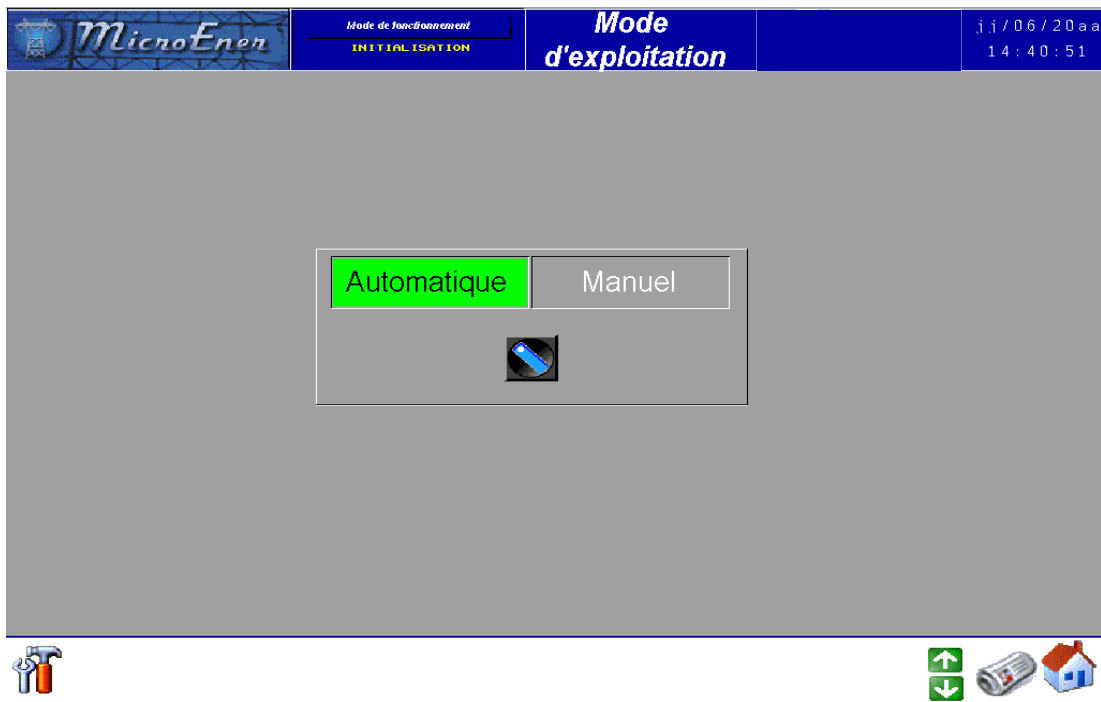 MicroEner
Mode de fonctionnement
INITIALISATION
Mode
d'exploitation
jj/06/20aa
14:40:51
Automatique
Manuel